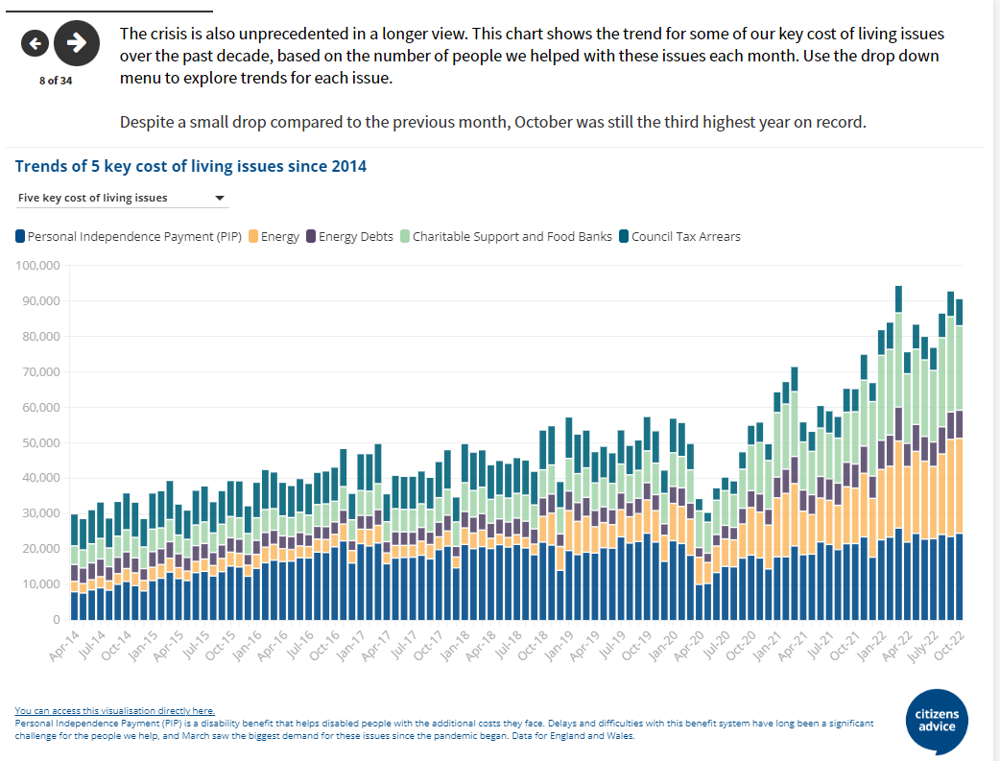 The crisis is also unprecedented in a longer view. This chart shows the trend for some of our key cost of living issues
over the past decade, based on the number of people we helped with these issues each month. Use the drop down
menu to explore trends for each issue.
8 of 34
Despite a small drop compared to the previous month, October was still the third highest year on record.
Trends of 5 key cost of living issues since 2014
Five key cost of living issues
Personal Independence Payment (PIP) Energy Energy Debts Charitable Support and Food Banks Council Tax Arrears
100,000
90,000
80,000
70,000
60,000
50,000
40,000
30,000
20,000
10,000
0
Apr-14 Jul-14 Oct-14 Jan-15 Apr-15 Jul-15 Oct-15 Jan-16 Apr-16 Jul-16 Oct-16 Jan-17 Apr-17 Jul-17 Oct-17 Jan-18 Apr-18 Jul-18 Oct-18 Jan-19 Apr-19 Jul-19 Oct-19 Jan-20 Apr-20 Jul-20 Oct-20 Jan-21 Apr-21 Jul-21 Oct-21 Jan-22 Apr-22 July-22 Oct-22
You can access this visualisation directly here.
Personal Independence Payment (PIP) is a disability benefit that helps disabled people with the additional costs they face. Delays and difficulties with this benefit system have long been a significant
challenge for the people we help, and March saw the biggest demand for these issues since the pandemic began. Data for England and Wales.
citizens
advice